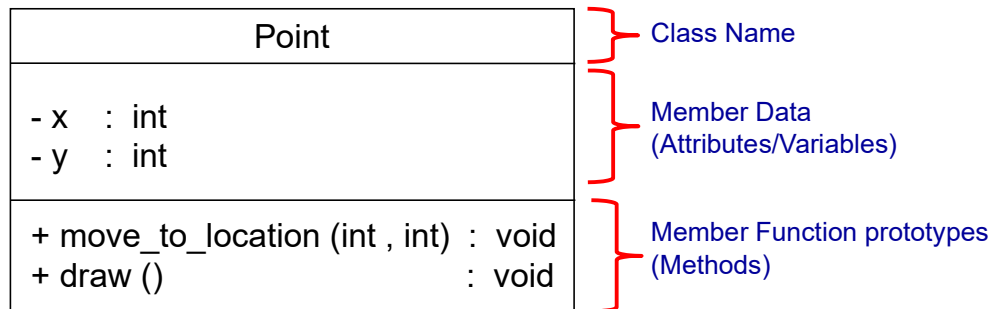 Point
- x : int
- y : int
+ move_to_location (int , int) : void
+ draw () : void
Class Name
Member Data
(Attributes/Variables)
Member Function prototypes
(Methods)